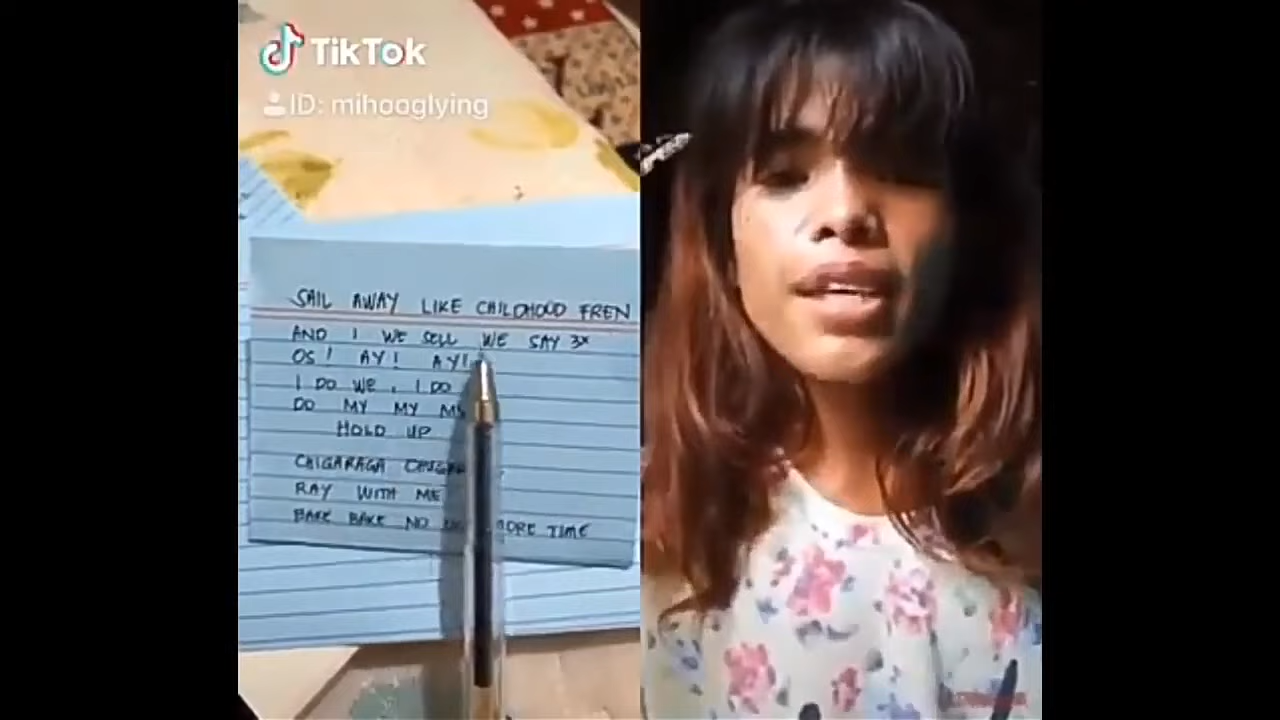 TikTok
ID: mihooglying
SAIL AWAY LIKE CHILDHOOD FREN
AND I WE SELL WE SAY 3x
OS! AY! AY!
I DO WE, I DO
DO MY MY
HOLD UP
CHIGARAGA
RAY WITH ME
BAKE BAKE NO MORE TIME